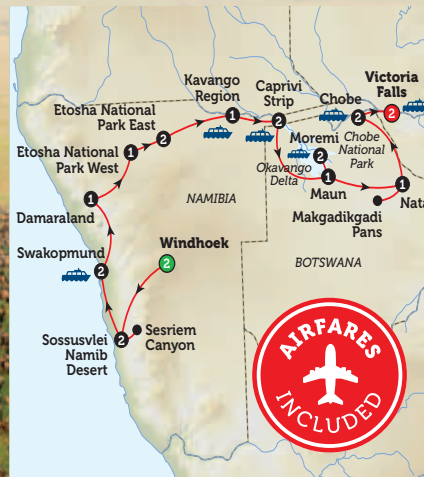 Kavango
Region
Caprivi
Strip
Chobe
Victoria
Falls
Etosha National
Park East
1
2
2
2
2
Etosha National
Park West
1
2
Moremi
2
Chobe
National
Park
Okavango
Delta
Damaraland
1
NAMIBIA
Maun
1
1
Makgadikgadi
Pans
Nata
Swakopmund
2
Windhoek
2
BOTSWANA
Sossusvlei
Namib
Desert
2
Sesriem
Canyon
AIRFARES
INCLUDED